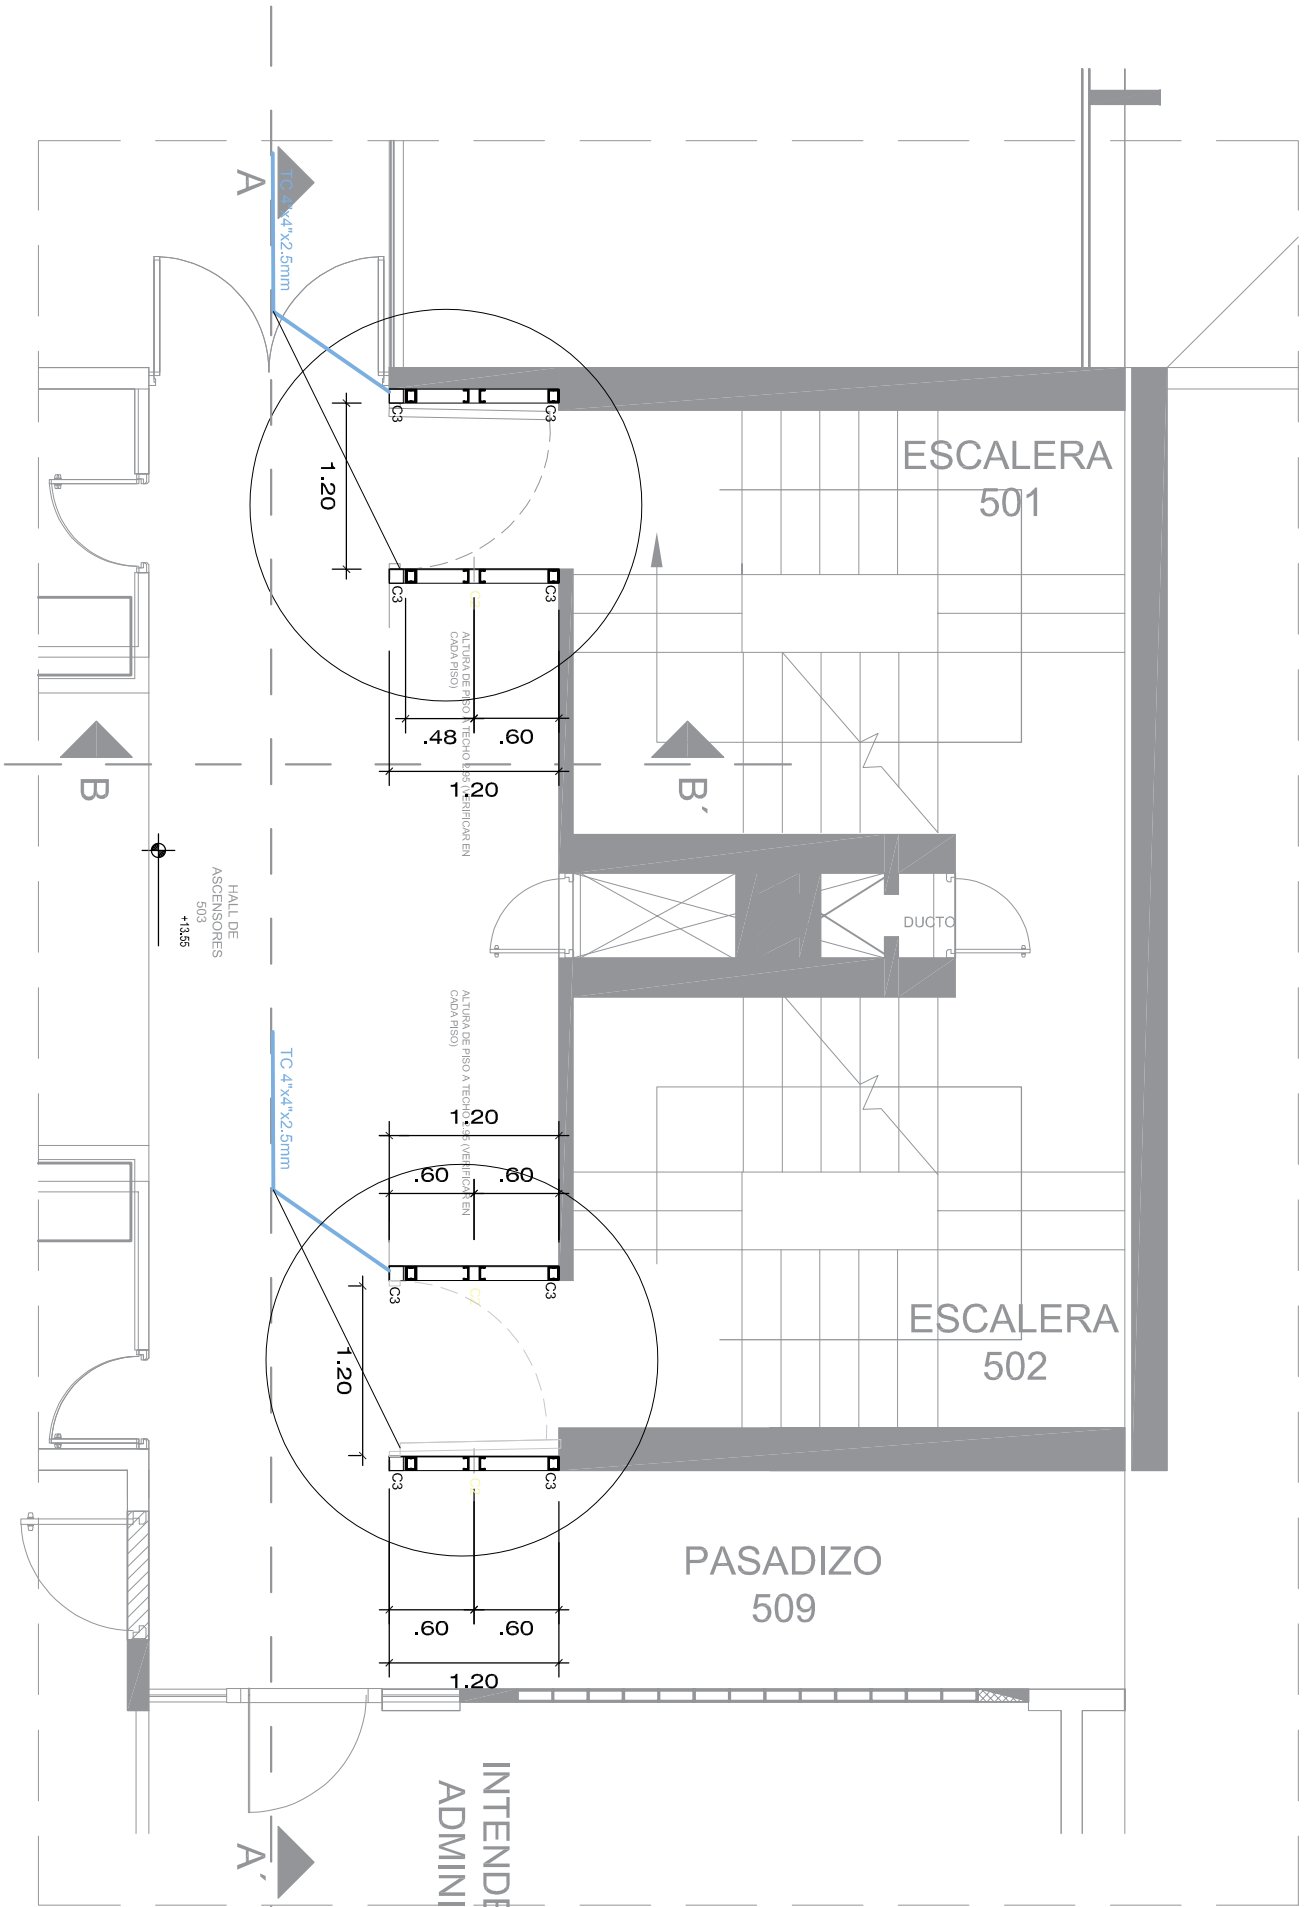 A
TC 4"x4"x2.5mm
C3
C3
1.20
ESCALERA
501
C3
C3
ALTURA DE PISO A TECHO 2.95 (VERIFICAR EN
CADA PISO)
.48
.60
1.20
B
B´
HALL DE
ASCENSORES
503
+13.55
DUCTO
ALTURA DE PISO A TECHO 2.95 (VERIFICAR EN
CADA PISO)
TC 4"x4"x2.5mm
1.20
.60
.60
C3
C3
1.20
ESCALERA
502
C3
C3
PASADIZO
509
.60
.60
1.20
INTENDE
ADMINI
A´